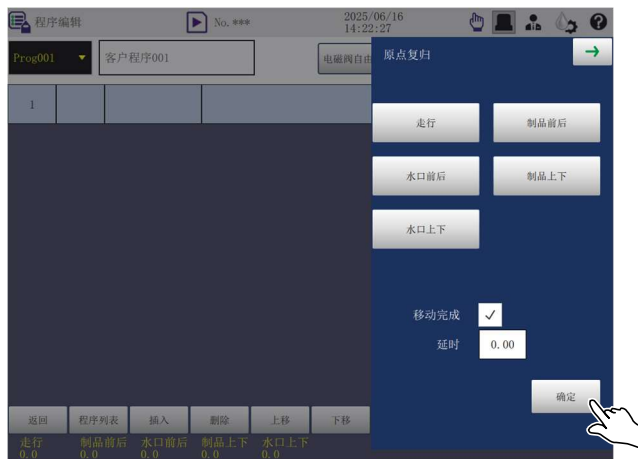 程序编辑
No. ***
2025/06/16
14:22:27
Prog001
客户程序001
电磁阀自由
原点复归
1
走行
制品前后
水口前后
制品上下
水口上下
移动完成
延时 0.00
确定
返回 程序列表 插入 删除 上移 下移
走行 制品前后 水口前后 制品上下 水口上下
0.0 0.0 0.0 0.0 0.0